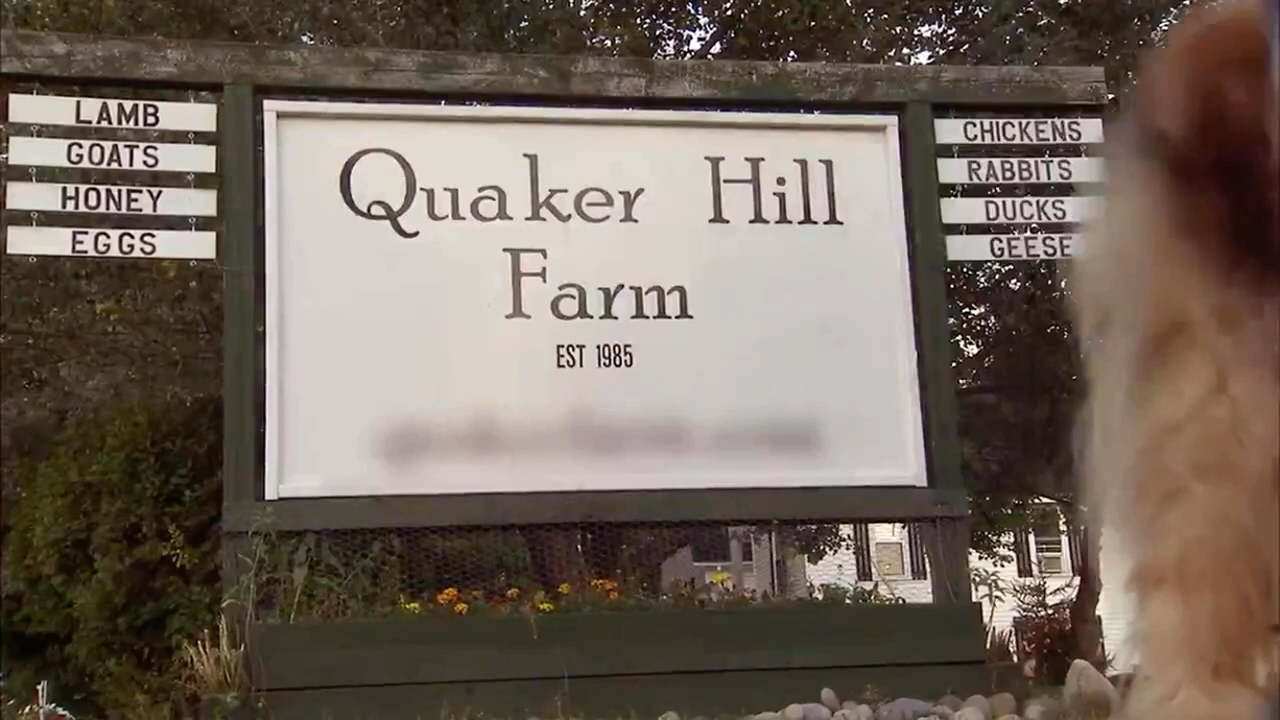 LAMB
GOATS
HONEY
EGGS
Quaker Hill
Farm
EST 1985
CHICKENS
RABBITS
DUCKS
GEESE